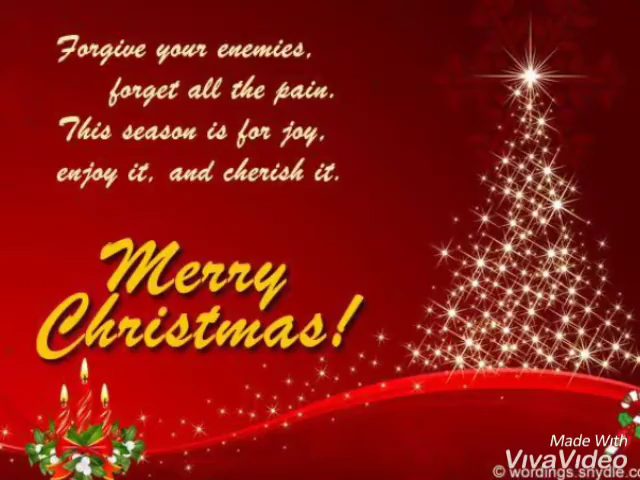 Forgive your enemies,
forget all the pain.
This season is for joy,
enjoy it, and cherish it.
Merry
Christmas!
Made With
VivaVideo
© wordings.snydle.co